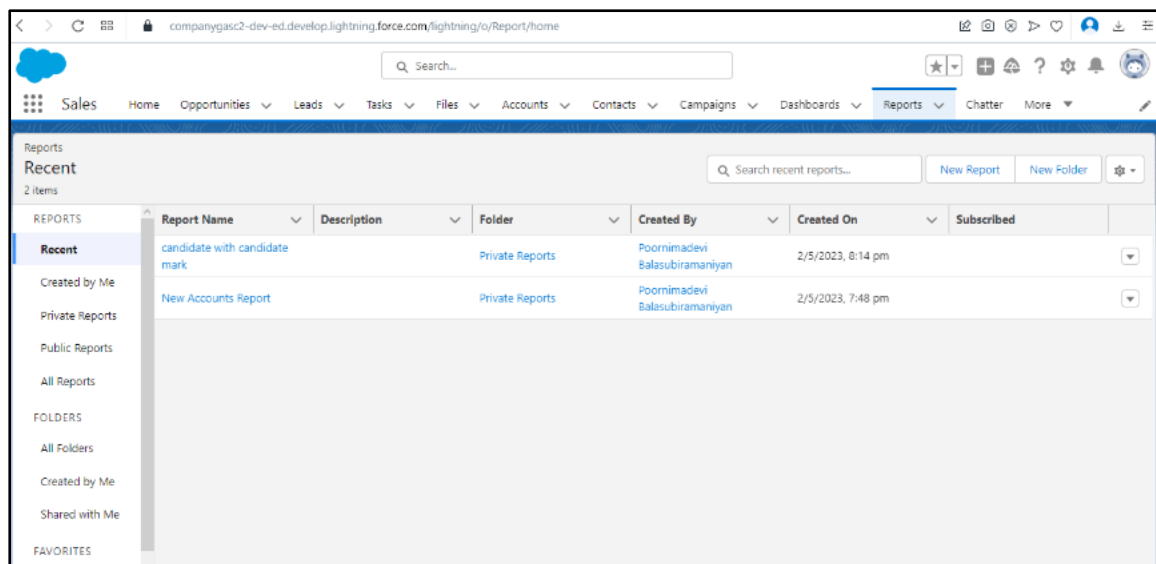 companygasc2-dev-ed.develop.lightning.force.com/lightning/o/Report/home
Search...
Sales Home Opportunities Leads Tasks Files Accounts Contacts Campaigns Dashboards Reports Chatter More
Reports
Recent
2 items
Search recent reports...
New Report New Folder
REPORTS
Recent
Created by Me
Private Reports
Public Reports
All Reports
FOLDERS
All Folders
Created by Me
Shared with Me
FAVORITES
Report Name Description Folder Created By Created On Subscribed
candidate with candidate
mark
Private Reports
Poornimadevi
Balasubiramaniyan
2/5/2023, 8:14 pm
New Accounts Report
Private Reports
Poornimadevi
Balasubiramaniyan
2/5/2023, 7:48 pm